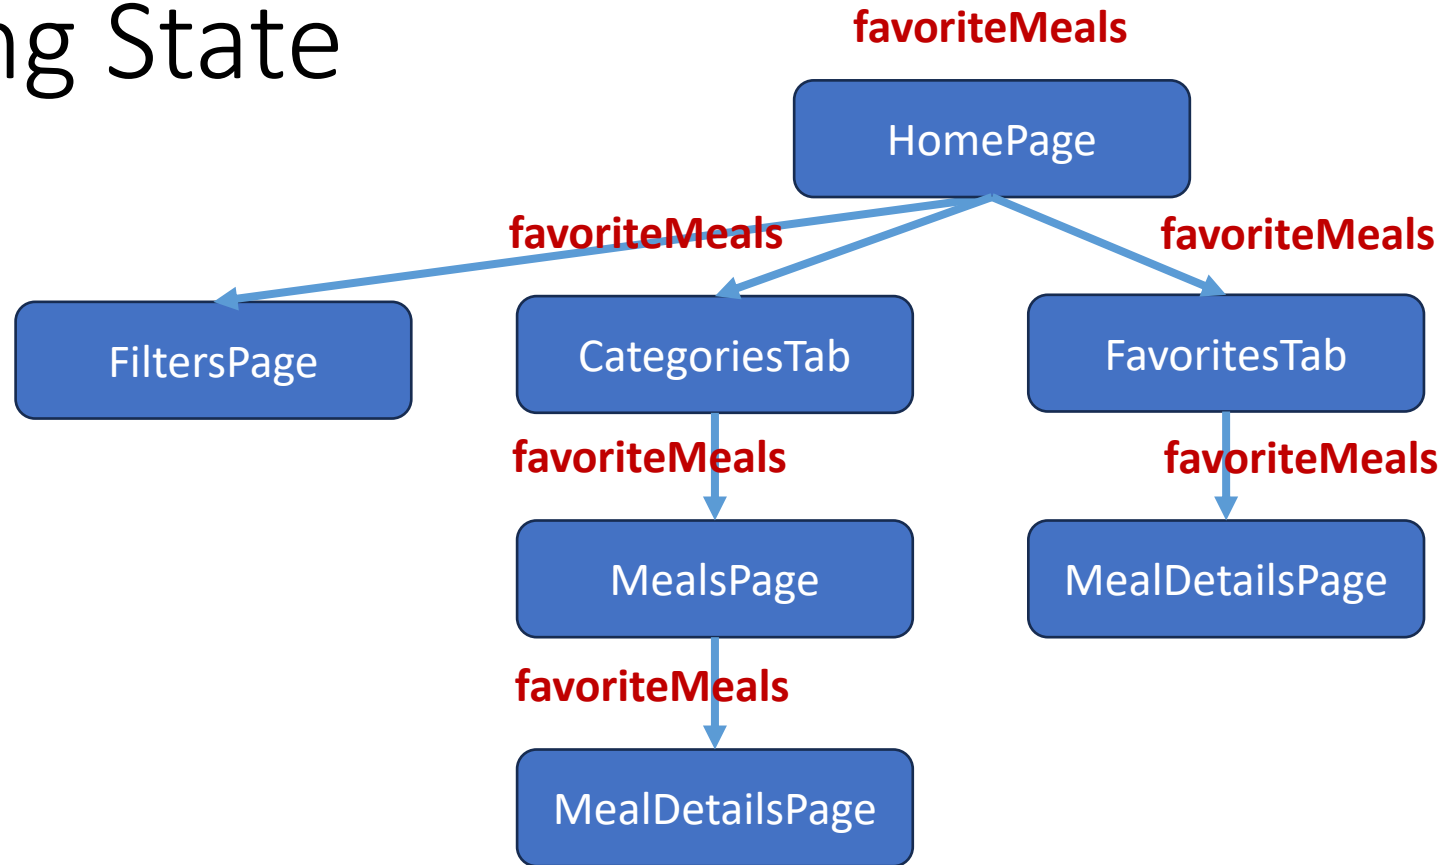 ng State
favoriteMeals
HomePage
favoriteMeals
favoriteMeals
FiltersPage
CategoriesTab
FavoritesTab
favoriteMeals
favoriteMeals
MealsPage
MealDetailsPage
favoriteMeals
MealDetailsPage